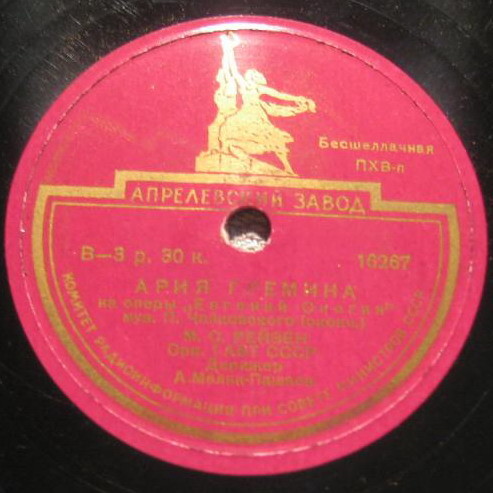 Бесшеллачная
ПХВ-п
АПРЕЛЕВСКИЙ ЗАВОД
В—3 р. 30 к.
16267
АРИЯ ГРЕМИНА
из оперы „Евгений Онегин“
муз. П. Чайковского
М. О. РЕЙЗЕН
Орк. ГАБТ СССР
Дирижер
А. Мелик-Пашаев
КОМИТЕТ РАДИОИНФОРМАЦИИ ПРИ СОВЕТЕ МИНИСТРОВ СССР